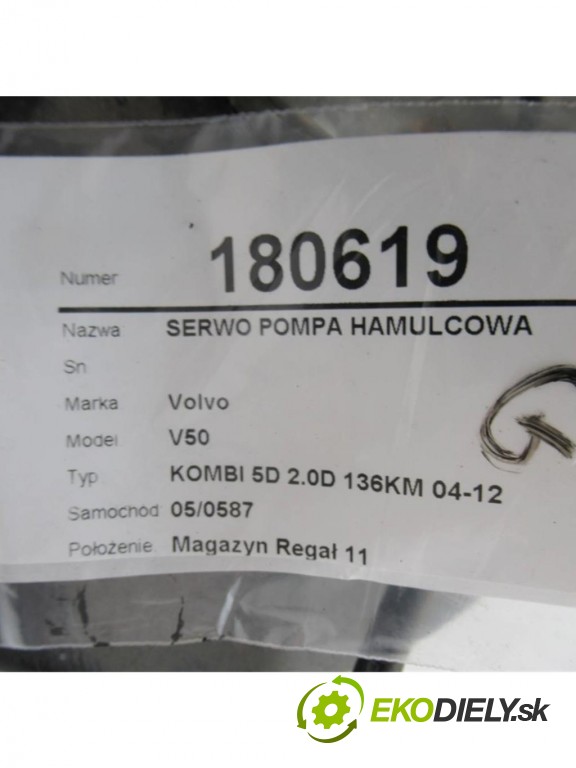 Numer 180619
Nazwa SERWO POMPA HAMULCOWA
Sn
Marka Volvo
Model V50
Typ KOMBI 5D 2.0D 136KM 04-12
Samochód 05/0587
Położenie Magazyn Regał 11
EKODIELY.sk